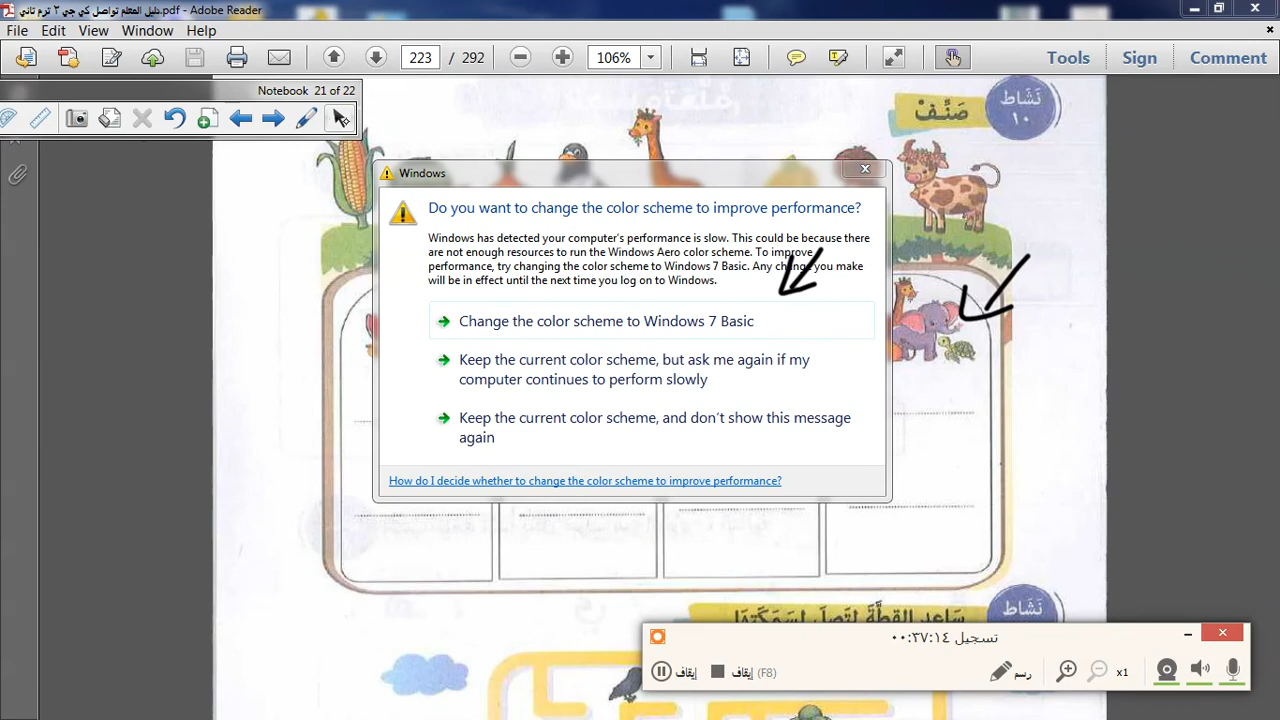 دليل المعلم تواصل كي جي ٢ ترم تاني.pdf - Adobe Reader
File Edit View Window Help
223 / 292 106% Tools Sign Comment
Notebook 21 of 22
نَشَاط
١٠
صَنِّفْ
Windows
Do you want to change the color scheme to improve performance?
Windows has detected your computer's performance is slow. This could be because there
are not enough resources to run the Windows Aero color scheme. To improve
performance, try changing the color scheme to Windows 7 Basic. Any change you make
will be in effect until the next time you log on to Windows.
Change the color scheme to Windows 7 Basic
Keep the current color scheme, but ask me again if my
computer continues to perform slowly
Keep the current color scheme, and don't show this message
again
How do I decide whether to change the color scheme to improve performance?
نَشَاط
سَاعِدِ القِطَّةَ لِتَصِلَ لِسَمَكَتِهَا
تسجيل ٠٠:٣٧:١٤
إيقاف إيقاف (F8) رسم x1